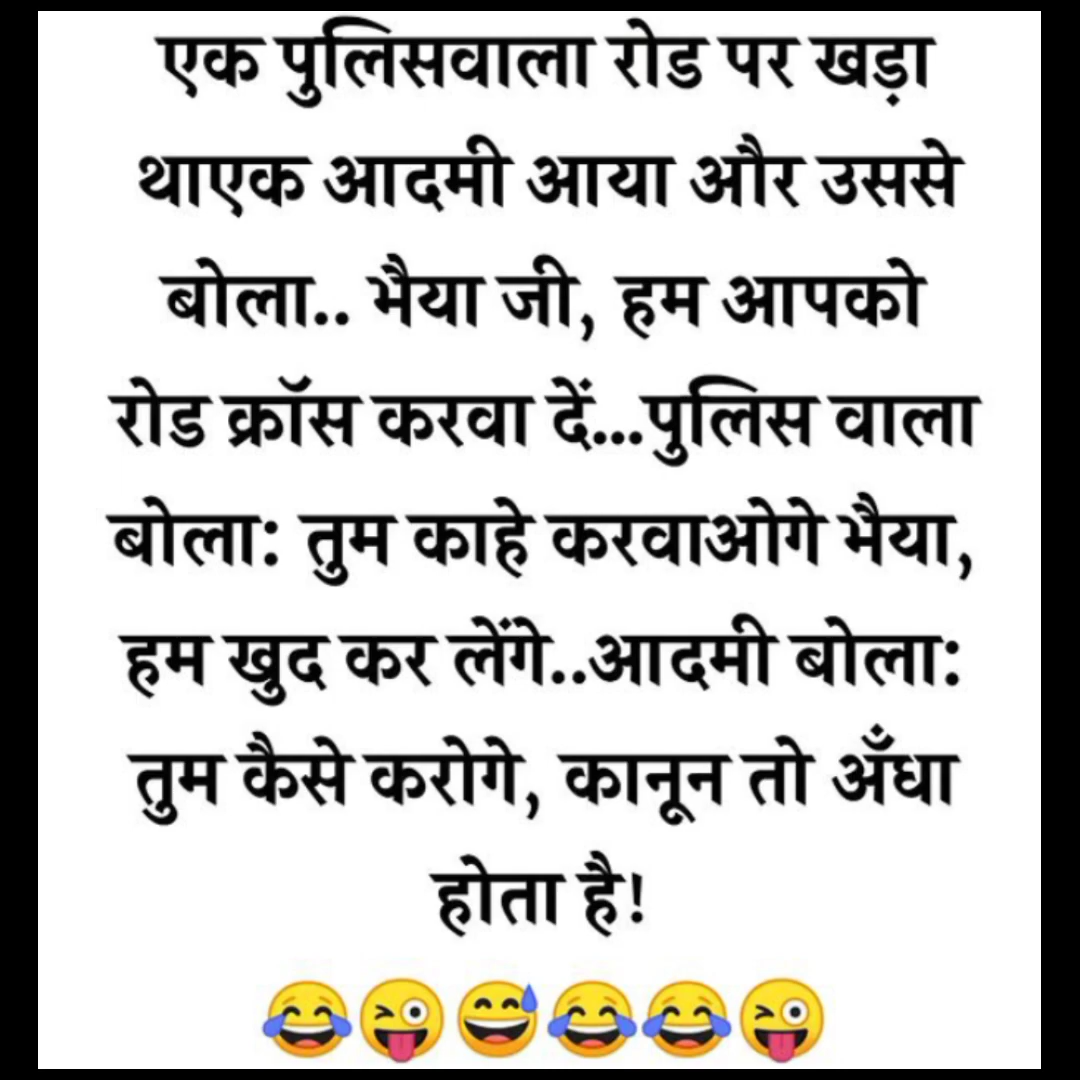 एक पुलिसवाला रोड पर खड़ा
थाएक आदमी आया और उससे
बोला.. भैया जी, हम आपको
रोड क्रॉस करवा दें...पुलिस वाला
बोला: तुम काहे करवाओगे भैया,
हम खुद कर लेंगे..आदमी बोला:
तुम कैसे करोगे, कानून तो अँधा
होता है!
😂😜😅😂😂😜